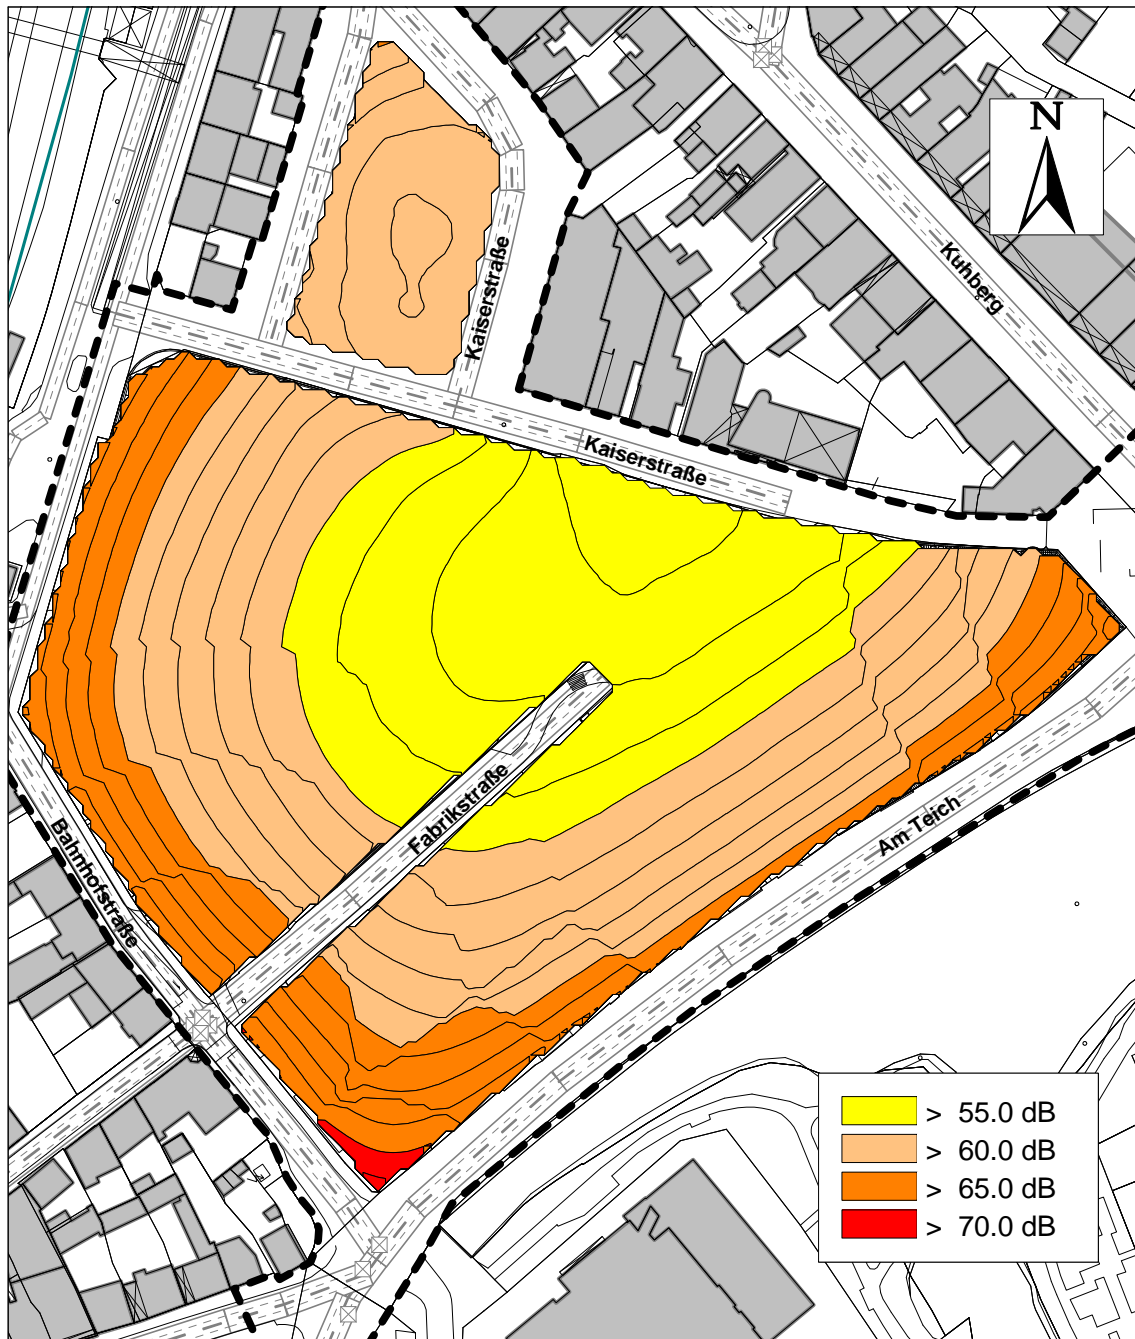 N
Kuhberg
Kaiserstraße
Kaiserstraße
Fabrikstraße
Am Teich
Bahnhofstraße
> 55.0 dB
> 60.0 dB
> 65.0 dB
> 70.0 dB